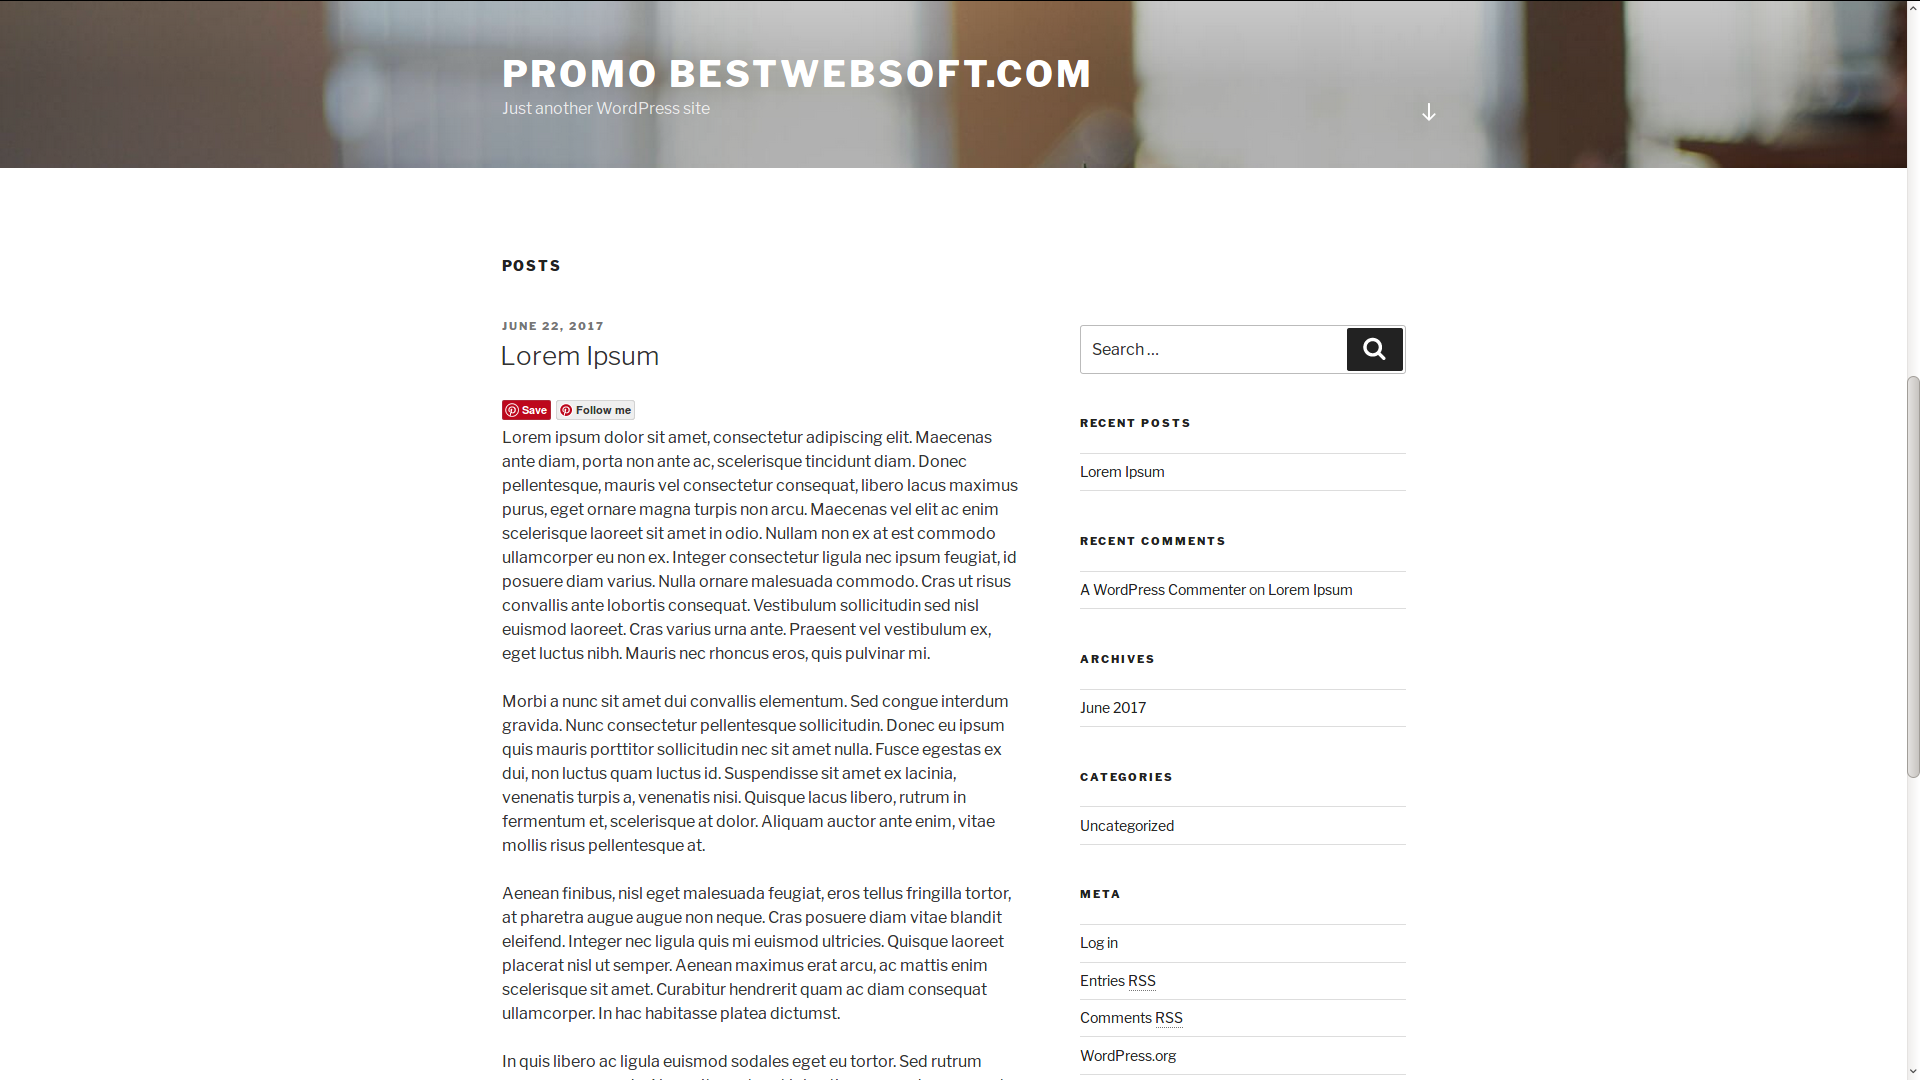 PROMO BESTWEBSOFT.COM
Just another WordPress site
POSTS
JUNE 22, 2017
Lorem Ipsum
Save Follow me
Lorem ipsum dolor sit amet, consectetur adipiscing elit. Maecenas
ante diam, porta non ante ac, scelerisque tincidunt diam. Donec
pellentesque, mauris vel consectetur consequat, libero lacus maximus
purus, eget ornare magna turpis non arcu. Maecenas vel elit ac enim
scelerisque laoreet sit amet in odio. Nullam non ex at est commodo
ullamcorper eu non ex. Integer consectetur ligula nec ipsum feugiat, id
posuere diam varius. Nulla ornare malesuada commodo. Cras ut risus
convallis ante lobortis consequat. Vestibulum sollicitudin sed nisl
euismod laoreet. Cras varius urna ante. Praesent vel vestibulum ex,
eget luctus nibh. Mauris nec rhoncus eros, quis pulvinar mi.
Morbi a nunc sit amet dui convallis elementum. Sed congue interdum
gravida. Nunc consectetur pellentesque sollicitudin. Donec eu ipsum
quis mauris porttitor sollicitudin nec sit amet nulla. Fusce egestas ex
dui, non luctus quam luctus id. Suspendisse sit amet ex lacinia,
venenatis turpis a, venenatis nisi. Quisque lacus libero, rutrum in
fermentum et, scelerisque at dolor. Aliquam auctor ante enim, vitae
mollis risus pellentesque at.
Aenean finibus, nisl eget malesuada feugiat, eros tellus fringilla tortor,
at pharetra augue augue non neque. Cras posuere diam vitae blandit
eleifend. Integer nec ligula quis mi euismod ultricies. Quisque laoreet
placerat nisl ut semper. Aenean maximus erat arcu, ac mattis enim
scelerisque sit amet. Curabitur hendrerit quam ac diam consequat
ullamcorper. In hac habitasse platea dictumst.
In quis libero ac ligula euismod sodales eget eu tortor. Sed rutrum
Search ...
RECENT POSTS
Lorem Ipsum
RECENT COMMENTS
A WordPress Commenter on Lorem Ipsum
ARCHIVES
June 2017
CATEGORIES
Uncategorized
META
Log in
Entries RSS
Comments RSS
WordPress.org